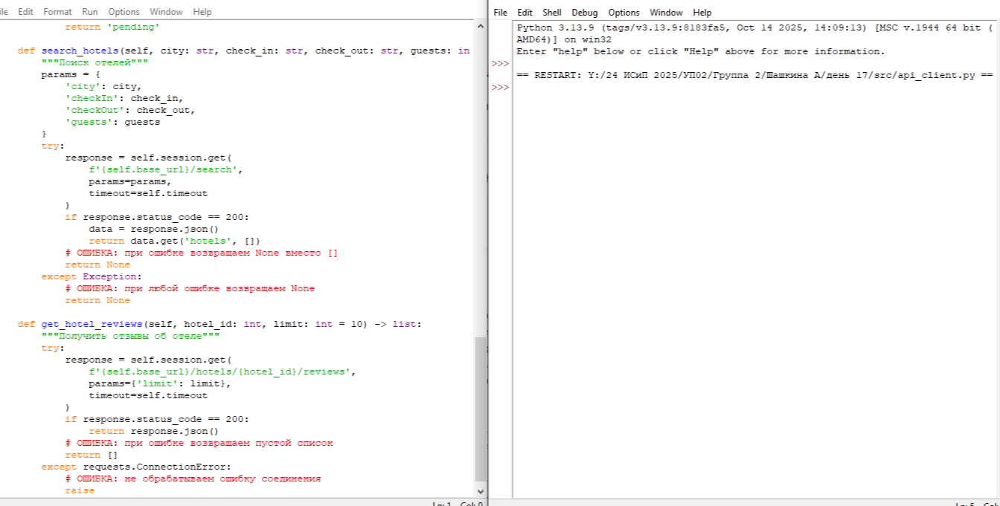 ile Edit Format Run Options Window Help
return 'pending'
def search_hotels(self, city: str, check_in: str, check_out: str, guests: in
"""Поиск отелей"""
params = {
'city': city,
'checkIn': check_in,
'checkOut': check_out,
'guests': guests
}
try:
response = self.session.get(
f'{self.base_url}/search',
params=params,
timeout=self.timeout
)
if response.status_code == 200:
data = response.json()
return data.get('hotels', [])
# ОШИБКА: при ошибке возвращаем None вместо []
return None
except Exception:
# ОШИБКА: при любой ошибке возвращаем None
return None
def get_hotel_reviews(self, hotel_id: int, limit: int = 10) -> list:
"""Получить отзывы об отеле"""
try:
response = self.session.get(
f'{self.base_url}/hotels/{hotel_id}/reviews',
params={'limit': limit},
timeout=self.timeout
)
if response.status_code == 200:
return response.json()
# ОШИБКА: при ошибке возвращаем пустой список
return []
except requests.ConnectionError:
# ОШИБКА: не обрабатываем ошибку соединения
raise
Ln: 1 Col: 0
File Edit Shell Debug Options Window Help
Python 3.13.9 (tags/v3.13.9:8183fa5, Oct 14 2025, 14:09:13) [MSC v.1944 64 bit (
AMD64)] on win32
Enter "help" below or click "Help" above for more information.
>>>
== RESTART: Y:/24 ИСиП 2025/УП02/Группа 2/Шашкина А/день 17/src/api_client.py ==
>>>
Ln: 5 Col: